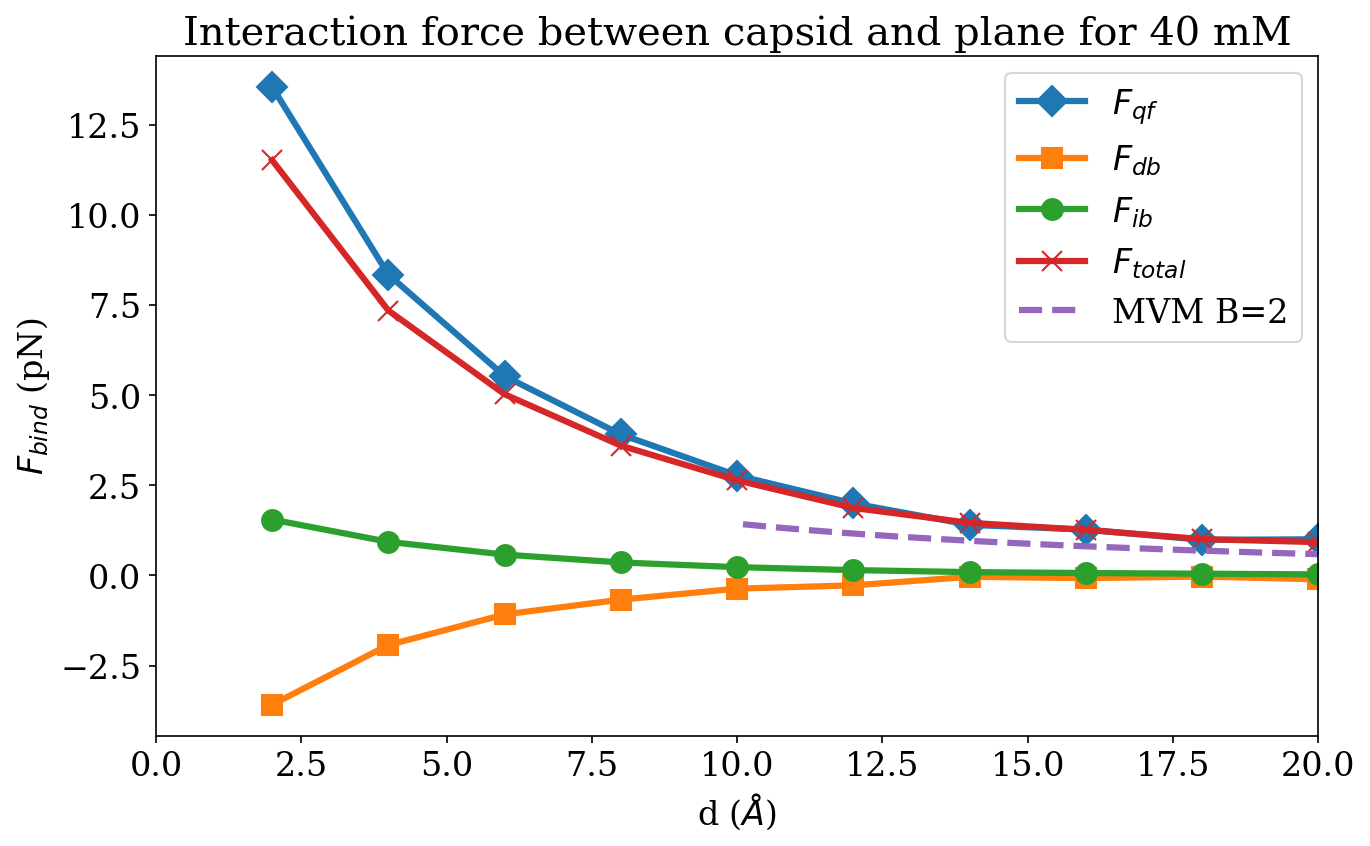 Interaction force between capsid and plane for 40 mM
F_bind (pN)
12.5
10.0
7.5
5.0
2.5
0.0
−2.5
F_qf
F_db
F_ib
F_total
MVM B=2
0.0 2.5 5.0 7.5 10.0 12.5 15.0 17.5 20.0
d (Å)